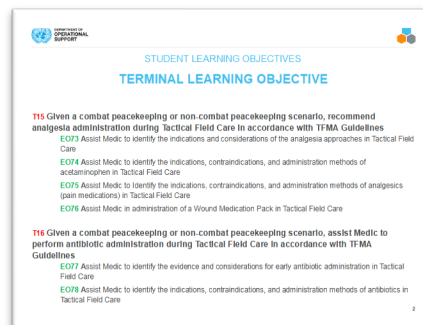 DEPARTMENT OF
OPERATIONAL
SUPPORT
STUDENT LEARNING OBJECTIVES
TERMINAL LEARNING OBJECTIVE
T15 Given a combat peacekeeping or non-combat peacekeeping scenario, recommend
analgesia administration during Tactical Field Care in accordance with TFMA Guidelines
EO73 Assist Medic to identify the indications and considerations of the analgesia approaches in Tactical Field
Care
EO74 Assist Medic to identify the indications, contraindications, and administration methods of
acetaminophen in Tactical Field Care
EO75 Assist Medic to Identify the indications, contraindications, and administration methods of analgesics
(pain medications) in Tactical Field Care
EO76 Assist Medic in administration of a Wound Medication Pack in Tactical Field Care
T16 Given a combat peacekeeping or non-combat peacekeeping scenario, assist Medic to
perform antibiotic administration during Tactical Field Care in accordance with TFMA
Guidelines
EO77 Assist Medic to identify the evidence and considerations for early antibiotic administration in Tactical
Field Care
EO78 Assist Medic to identify the indications, contraindications, and administration methods of antibiotics in
Tactical Field Care
2